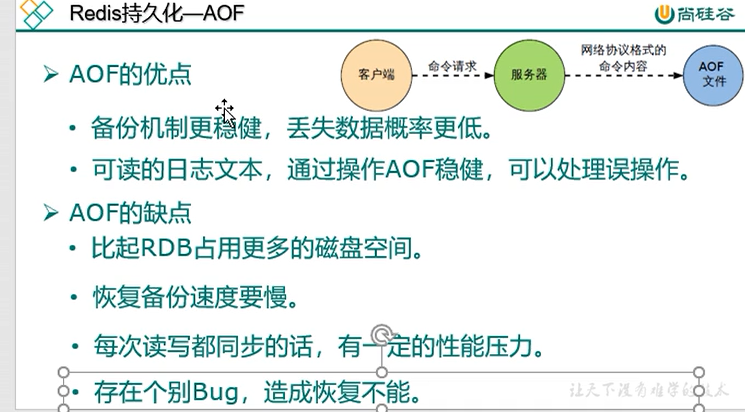 Redis持久化—AOF
尚硅谷
AOF的优点
客户端
命令请求
服务器
网络协议格式的
命令内容
AOF
文件
备份机制更稳健，丢失数据概率更低。
可读的日志文本，通过操作AOF稳健，可以处理误操作。
AOF的缺点
比起RDB占用更多的磁盘空间。
恢复备份速度要慢。
每次读写都同步的话，有一定的性能压力。
存在个别Bug，造成恢复不能。
让天下没有难学的技术